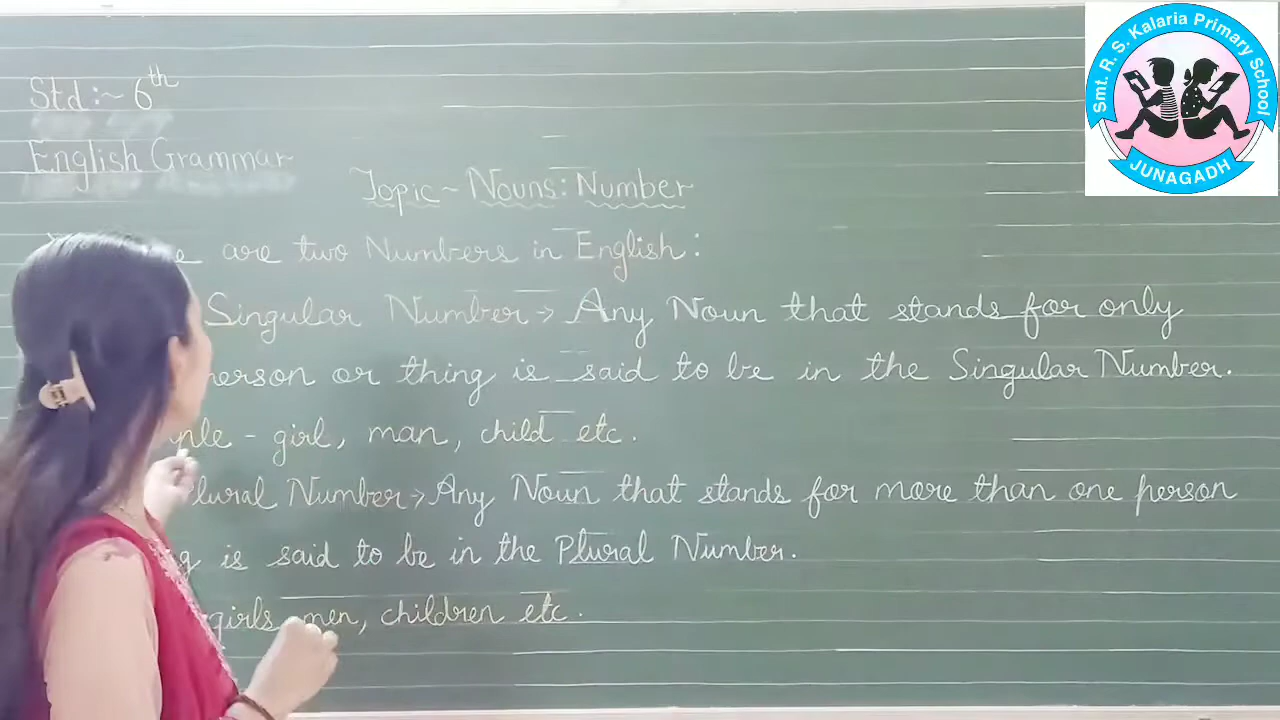 Std :~ 6th
English Grammar
Topic ~ Nouns : Number
are two Numbers in English :
Singular Number → Any Noun that stands for only
person or thing is said to be in the Singular Number.
- girl, man, child etc.
Plural Number → Any Noun that stands for more than one person
is said to be in the Plural Number.
girls men, children etc.
Smt. R. S. Kalaria Primary School
JUNAGADH